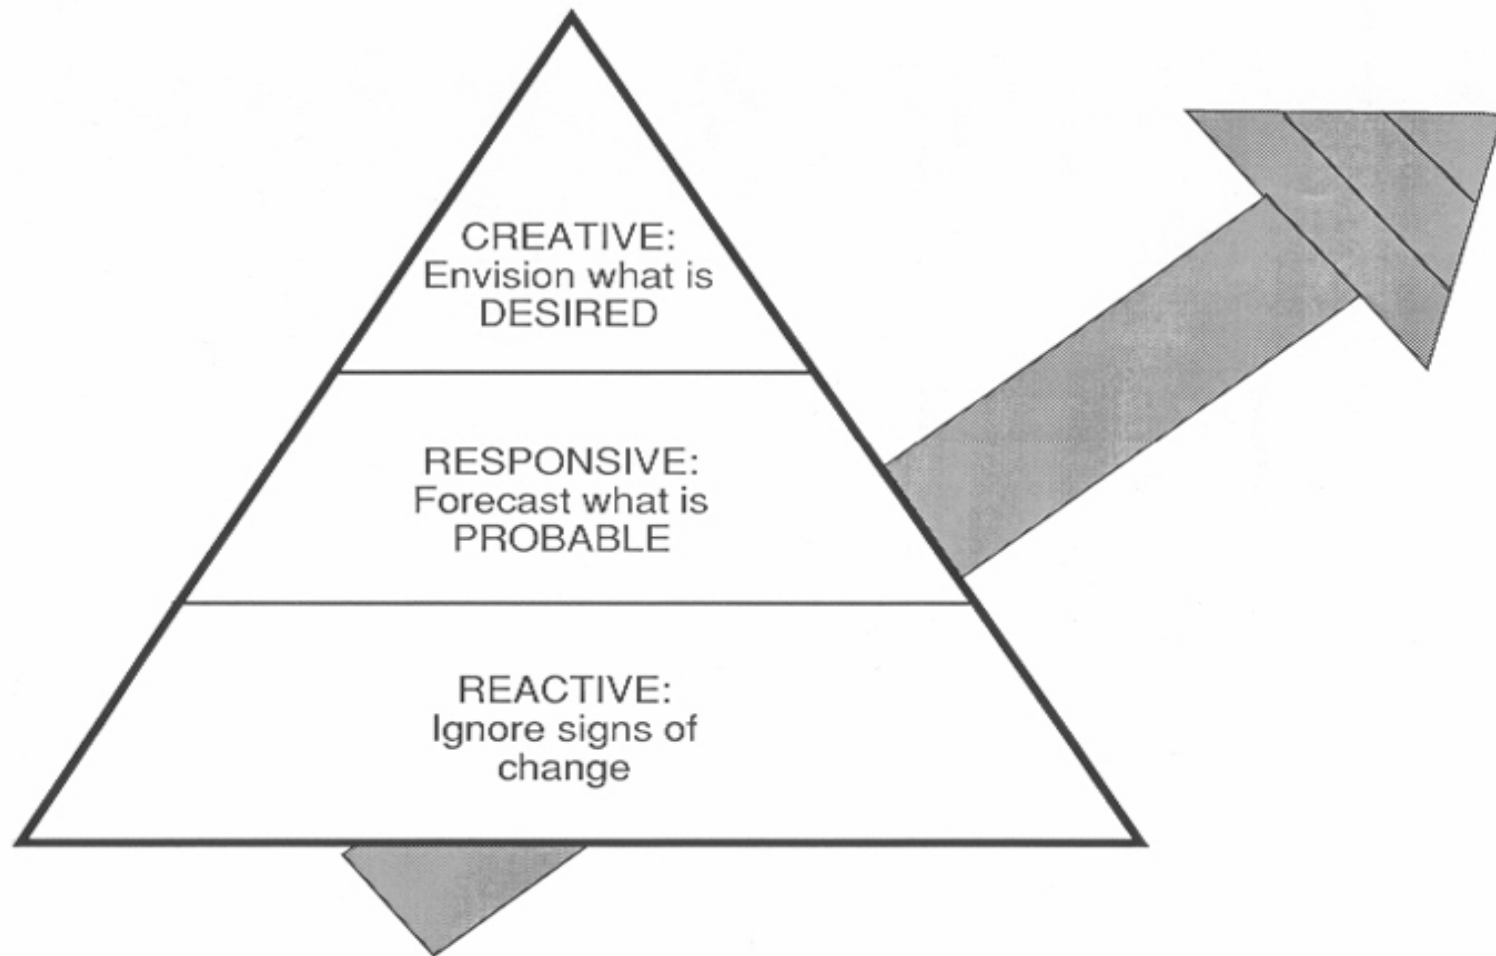 CREATIVE:
Envision what is
DESIRED
RESPONSIVE:
Forecast what is
PROBABLE
REACTIVE:
Ignore signs of
change